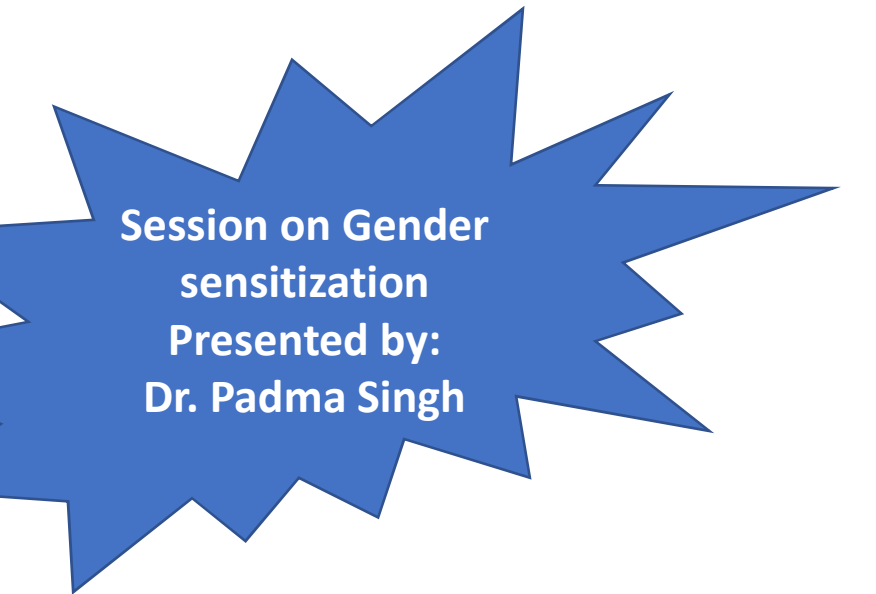 Session on Gender
sensitization
Presented by:
Dr. Padma Singh